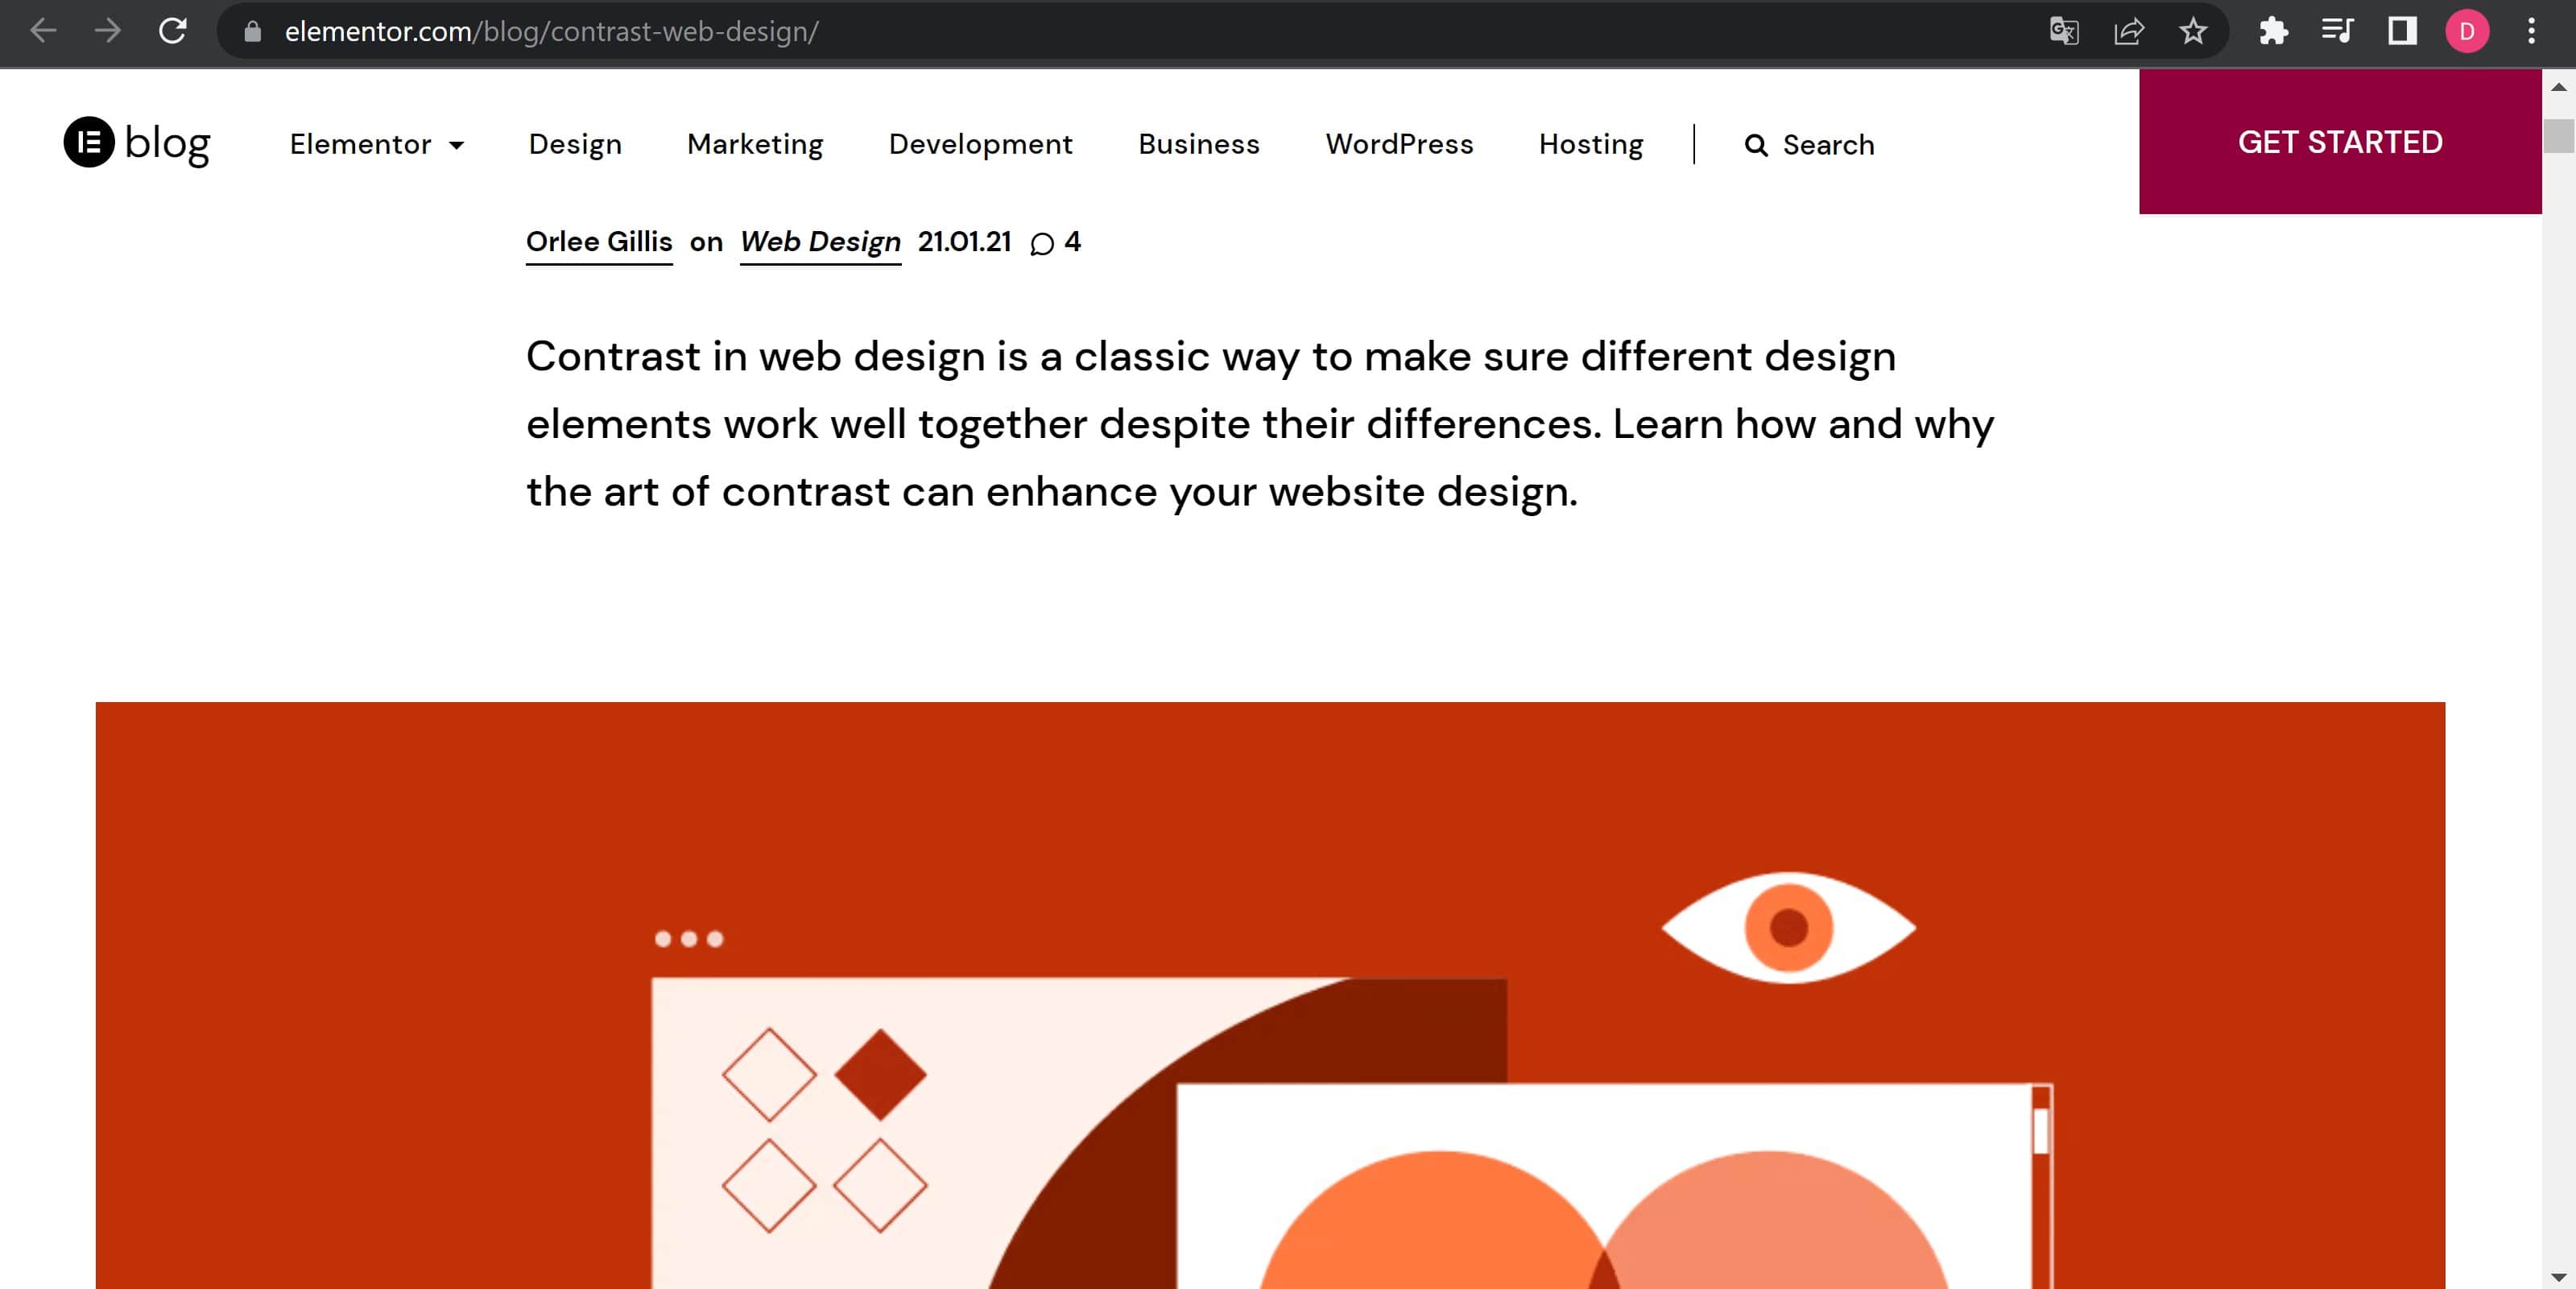 elementor.com/blog/contrast-web-design/
D
blog
Elementor Design Marketing Development Business WordPress Hosting Search
GET STARTED
Orlee Gillis on Web Design 21.01.21 4
Contrast in web design is a classic way to make sure different design
elements work well together despite their differences. Learn how and why
the art of contrast can enhance your website design.